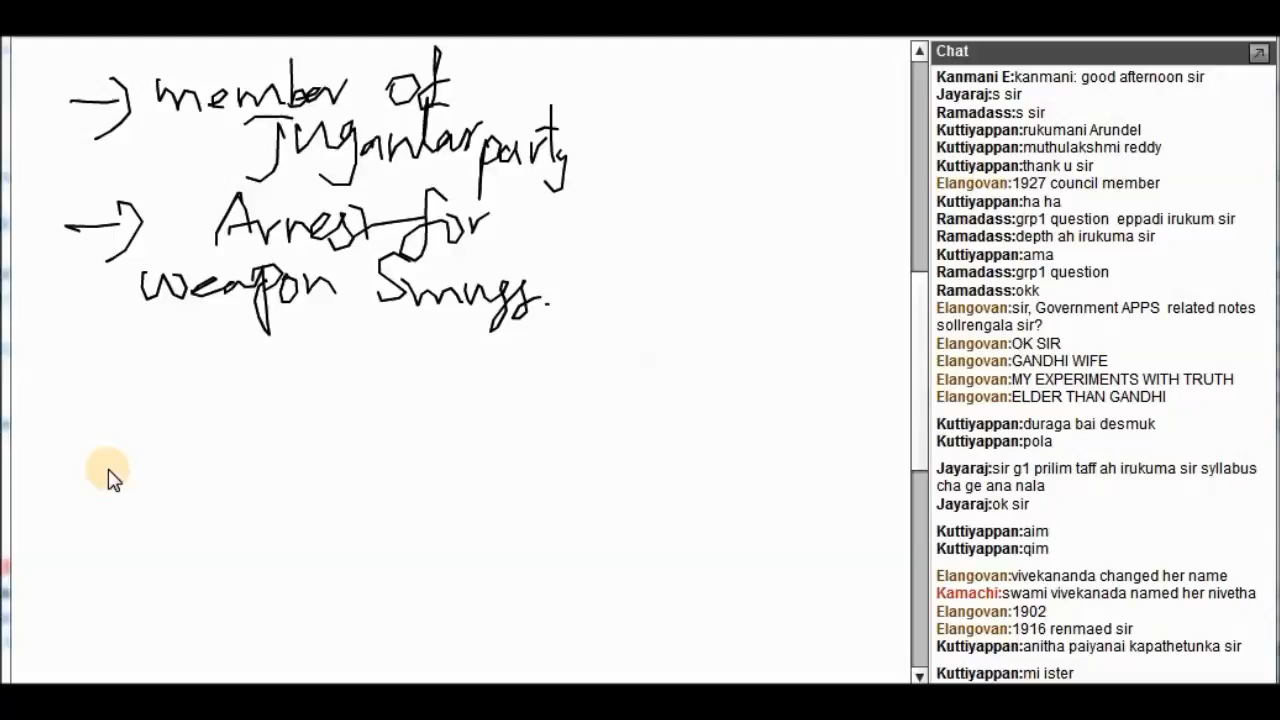 → member of
Jugantar party
→ Arrest for
weapon Smugg.
Chat
Kanmani E:kanmani: good afternoon sir
Jayaraj:s sir
Ramadass:s sir
Kuttiyappan:rukumani Arundel
Kuttiyappan:muthulakshmi reddy
Kuttiyappan:thank u sir
Elangovan:1927 council member
Kuttiyappan:ha ha
Ramadass:grp1 question eppadi irukum sir
Ramadass:depth ah irukuma sir
Kuttiyappan:ama
Ramadass:grp1 question
Ramadass:okk
Elangovan:sir, Government APPS related notes
sollrengala sir?
Elangovan:OK SIR
Elangovan:GANDHI WIFE
Elangovan:MY EXPERIMENTS WITH TRUTH
Elangovan:ELDER THAN GANDHI
Kuttiyappan:duraga bai desmuk
Kuttiyappan:pola
Jayaraj:sir g1 prilim taff ah irukuma sir syllabus
cha ge ana nala
Jayaraj:ok sir
Kuttiyappan:aim
Kuttiyappan:qim
Elangovan:vivekananda changed her name
Kamachi:swami vivekanada named her nivetha
Elangovan:1902
Elangovan:1916 renmaed sir
Kuttiyappan:anitha paiyanai kapathetunka sir
Kuttiyappan:mi ister